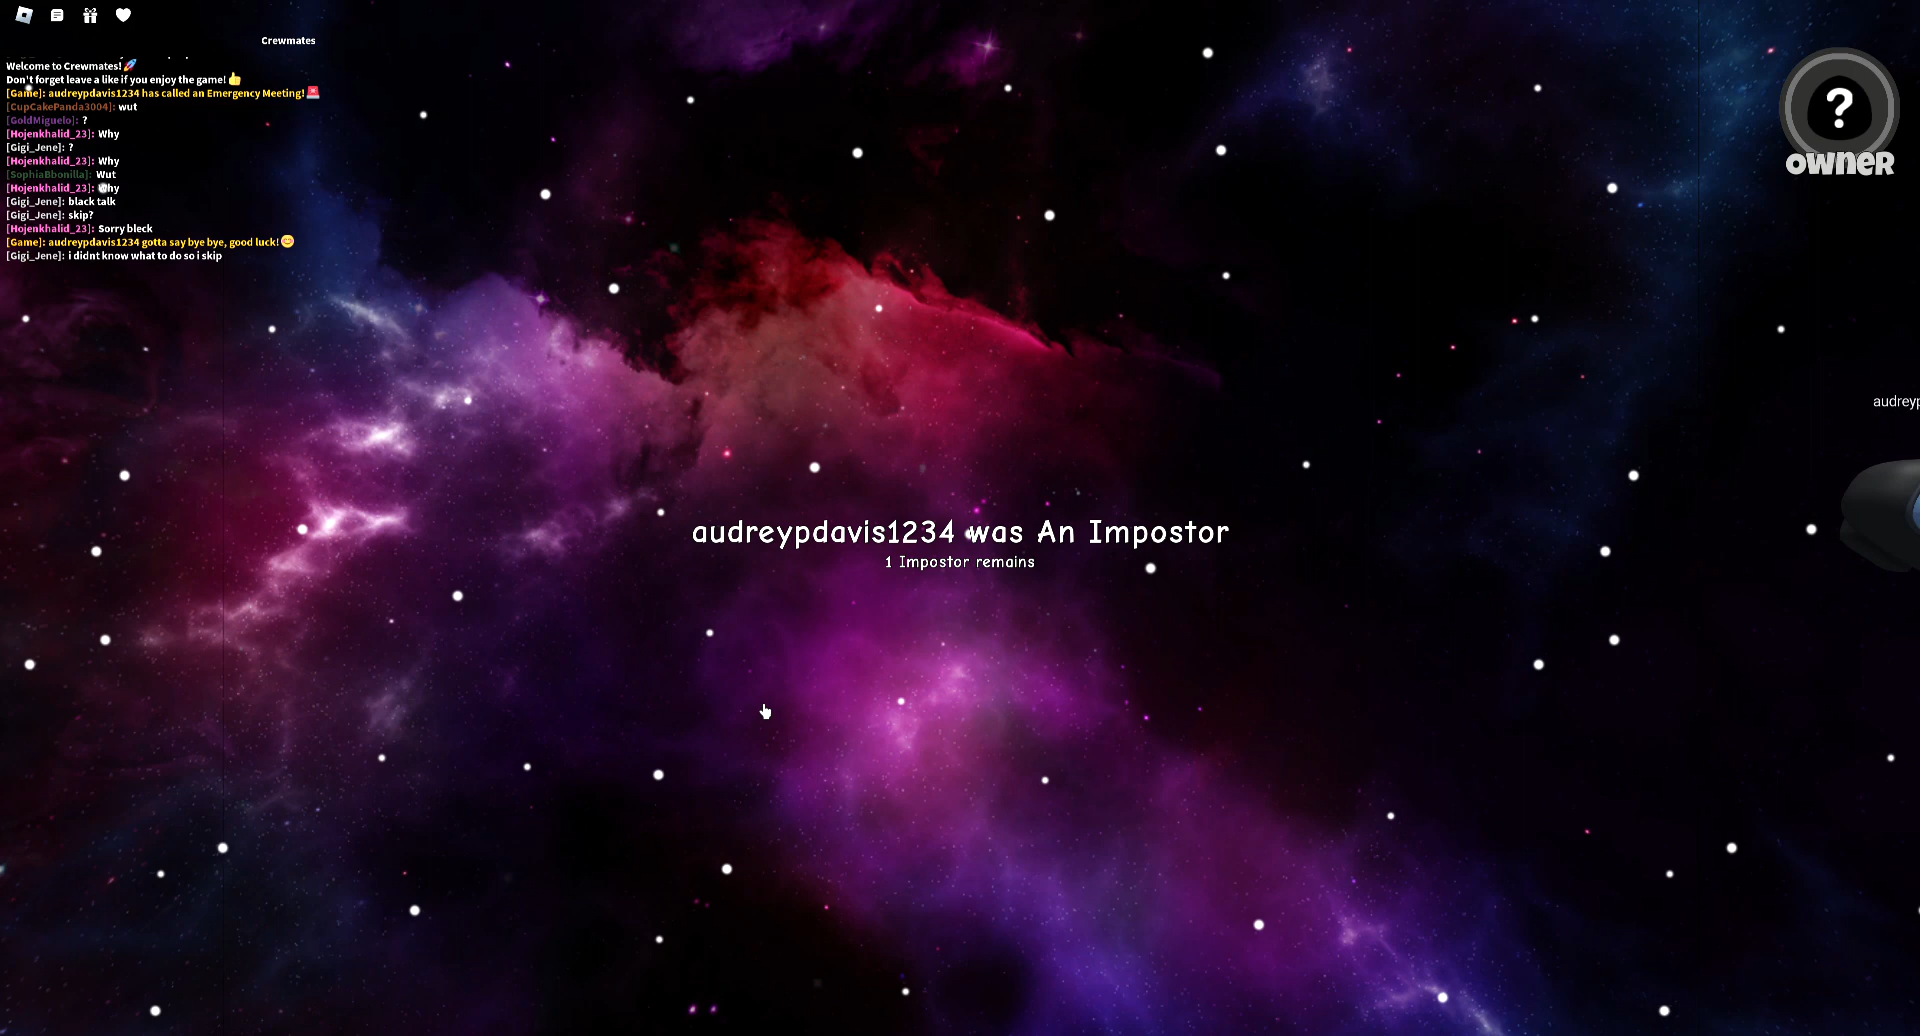 Crewmates
Welcome to Crewmates!🚀
Don't forget leave a like if you enjoy the game!👍
[Game]: audreypdavis1234 has called an Emergency Meeting!🚨
[CupCakePanda3004]: wut
[GoldMiguelo]: ?
[Hojenkhalid_23]: Why
[Gigi_Jene]: ?
[Hojenkhalid_23]: Why
[SophiaBbonilla]: Wut
[Hojenkhalid_23]: Why
[Gigi_Jene]: black talk
[Gigi_Jene]: skip?
[Hojenkhalid_23]: Sorry bleck
[Game]: audreypdavis1234 gotta say bye bye, good luck!😊
[Gigi_Jene]: i didnt know what to do so i skip
?
OWNER
audreyp
audreypdavis1234 was An Impostor
1 Impostor remains